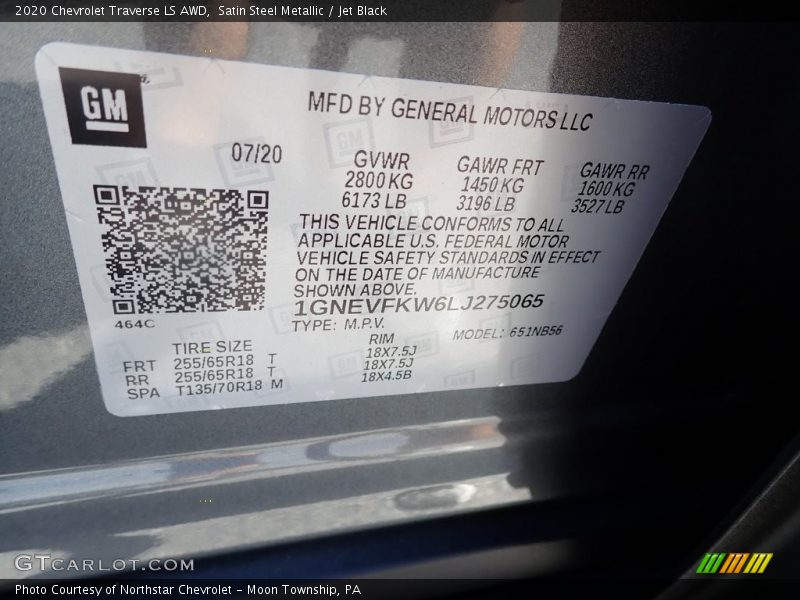 2020 Chevrolet Traverse LS AWD, Satin Steel Metallic / Jet Black
GM
MFD BY GENERAL MOTORS LLC
07/20
GVWR GAWR FRT GAWR RR
2800 KG 1450 KG 1600 KG
6173 LB 3196 LB 3527 LB
THIS VEHICLE CONFORMS TO ALL
APPLICABLE U.S. FEDERAL MOTOR
VEHICLE SAFETY STANDARDS IN EFFECT
ON THE DATE OF MANUFACTURE
SHOWN ABOVE.
1GNEVFKW6LJ275065
TYPE: M.P.V. MODEL: 651NB56
464C
TIRE SIZE RIM
FRT 255/65R18 T 18X7.5J
RR 255/65R18 T 18X7.5J
SPA T135/70R18 M 18X4.5B
GTCARLOT.COM
Photo Courtesy of Northstar Chevrolet - Moon Township, PA